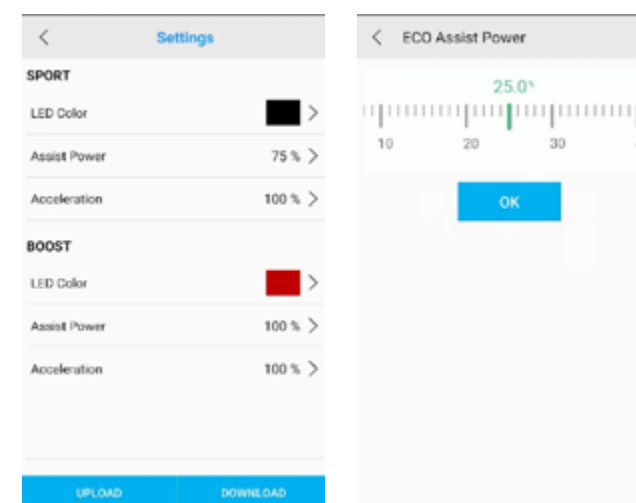 Settings
SPORT
LED Color
Assist Power 75 %
Acceleration 100 %
BOOST
LED Color
Assist Power 100 %
Acceleration 100 %
UPLOAD DOWNLOAD
ECO Assist Power
25.0%
10 20 30
OK